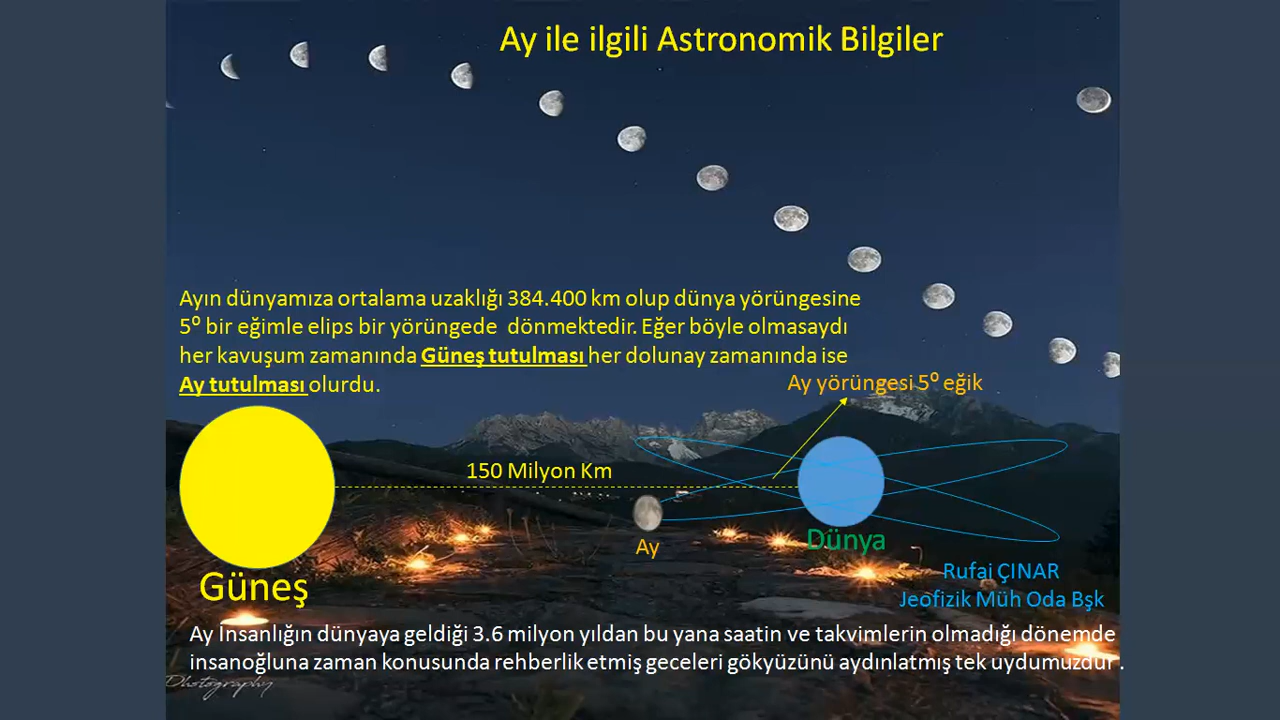 Ay ile ilgili Astronomik Bilgiler
Ayın dünyamıza ortalama uzaklığı 384.400 km olup dünya yörüngesine
5⁰ bir eğimle elips bir yörüngede dönmektedir. Eğer böyle olmasaydı
her kavuşum zamanında Güneş tutulması her dolunay zamanında ise
Ay tutulması olurdu.
Ay yörüngesi 5⁰ eğik
150 Milyon Km
Ay
Dünya
Güneş
Rufai ÇINAR
Jeofizik Müh Oda Bşk
Ay İnsanlığın dünyaya geldiği 3.6 milyon yıldan bu yana saatin ve takvimlerin olmadığı dönemde
insanoğluna zaman konusunda rehberlik etmiş geceleri gökyüzünü aydınlatmış tek uydumuzdur .
Photography